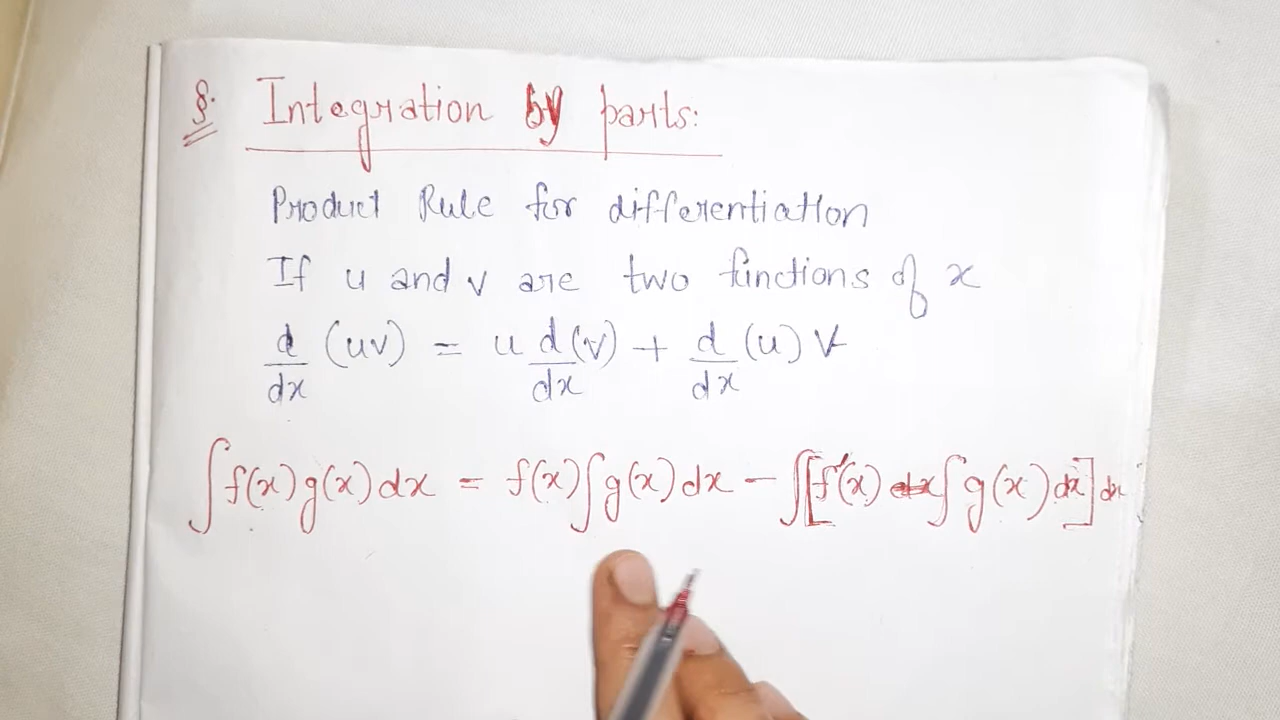 §. Integration by parts:
Product Rule for differentiation
If u and v are two functions of x
d/dx (uv) = u d(v)/dx + d/dx (u) v
∫f(x)g(x)dx = f(x)∫g(x)dx − ∫[f'(x) ∫g(x)dx]dx